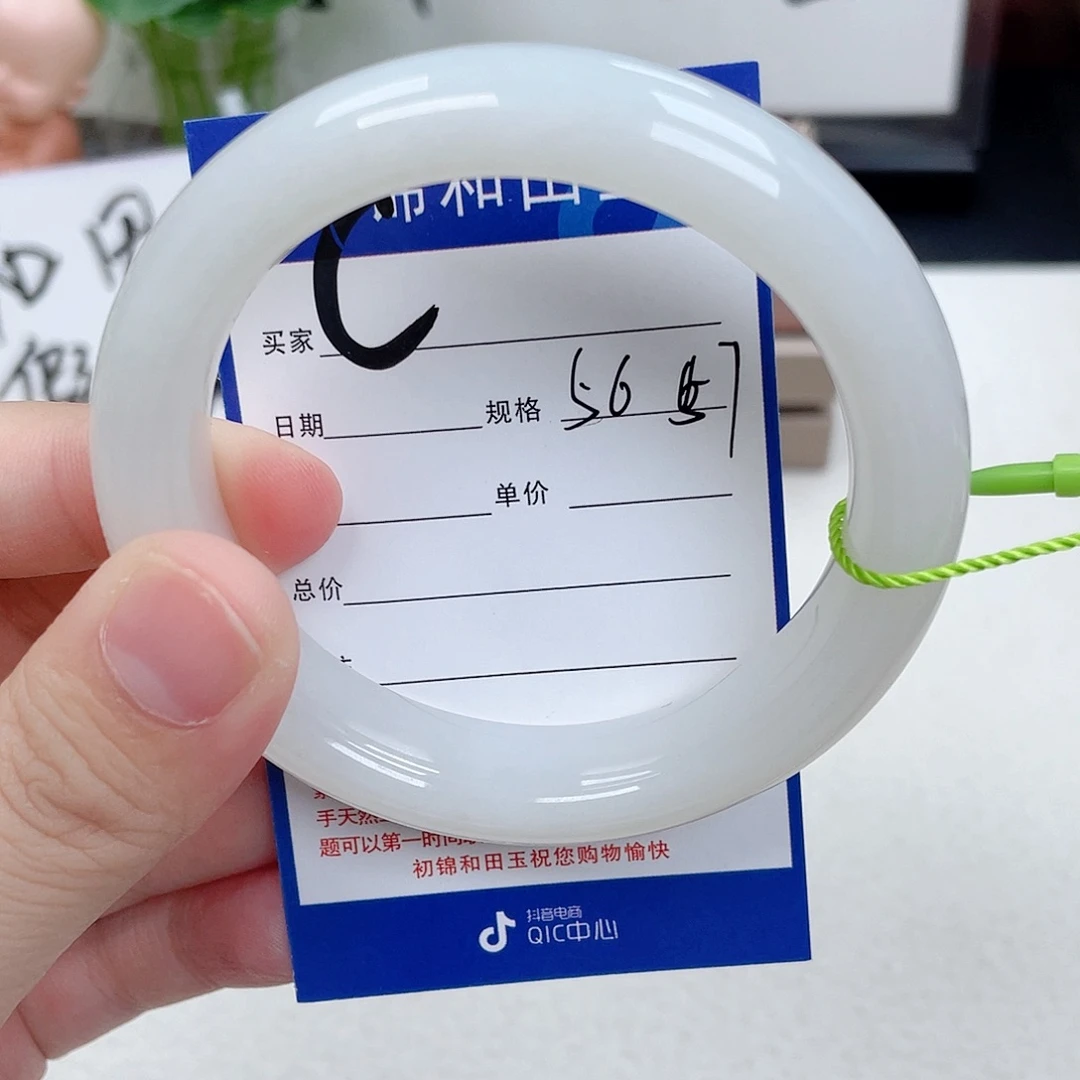 和田
买家
日期 规格 56
单价
总价
手天然
题可以第一时间
初锦和田玉祝您购物愉快
抖音电商
QIC中心